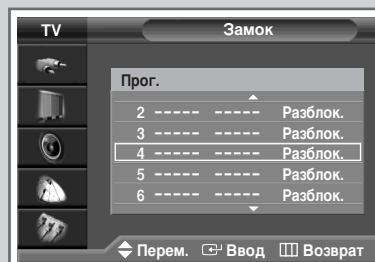 TV Замок
Прог.
2 ----- ----- Разблок.
3 ----- ----- Разблок.
4 ----- ----- Разблок.
5 ----- ----- Разблок.
6 ----- ----- Разблок.
Перем. Ввод Возврат